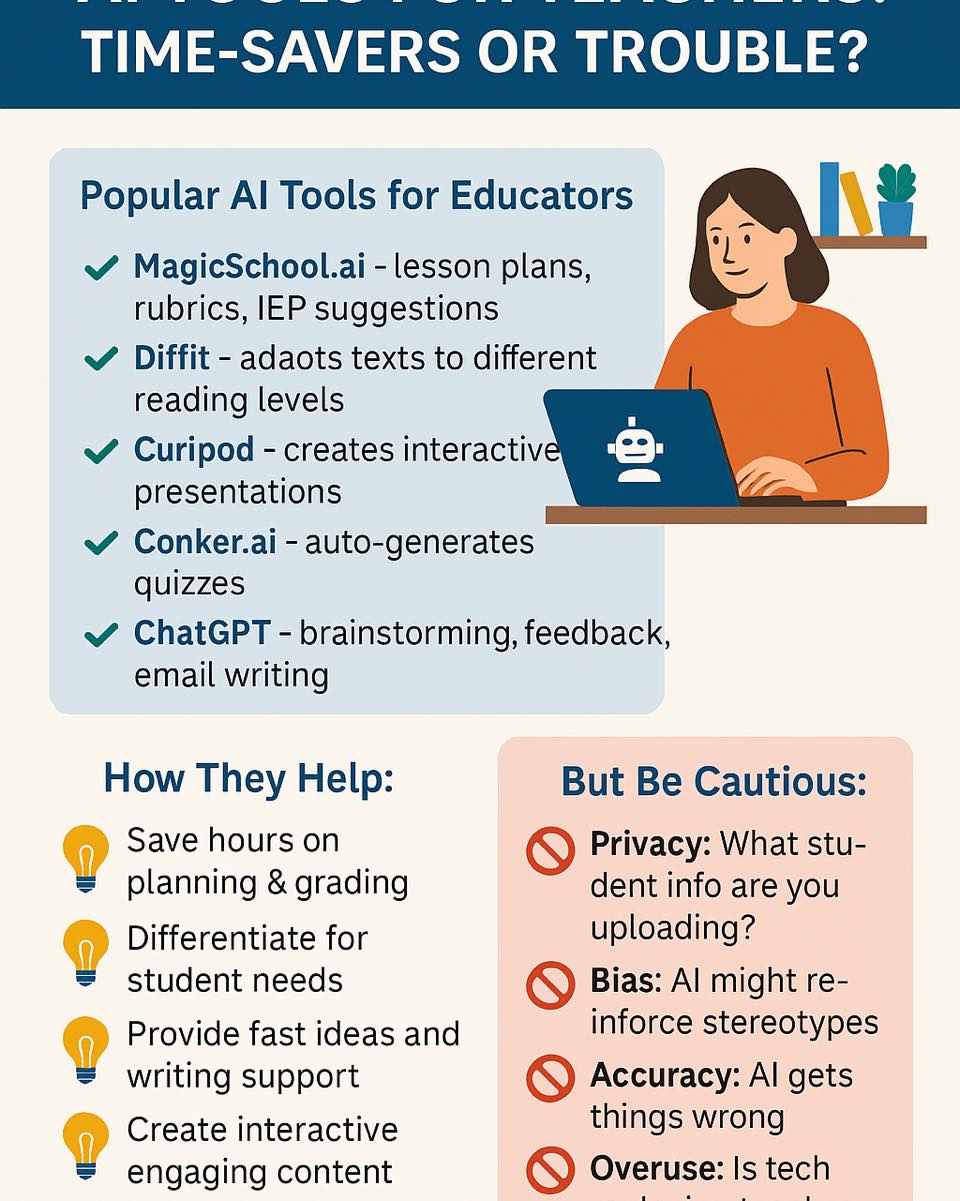 AI TOOLS FOR TEACHERS:
TIME-SAVERS OR TROUBLE?
Popular AI Tools for Educators
MagicSchool.ai - lesson plans,
rubrics, IEP suggestions
Diffit - adaots texts to different
reading levels
Curipod - creates interactive
presentations
Conker.ai - auto-generates
quizzes
ChatGPT - brainstorming, feedback,
email writing
How They Help:
Save hours on
planning & grading
Differentiate for
student needs
Provide fast ideas and
writing support
Create interactive
engaging content
But Be Cautious:
Privacy: What stu-
dent info are you
uploading?
Bias: AI might re-
inforce stereotypes
Accuracy: AI gets
things wrong
Overuse: Is tech